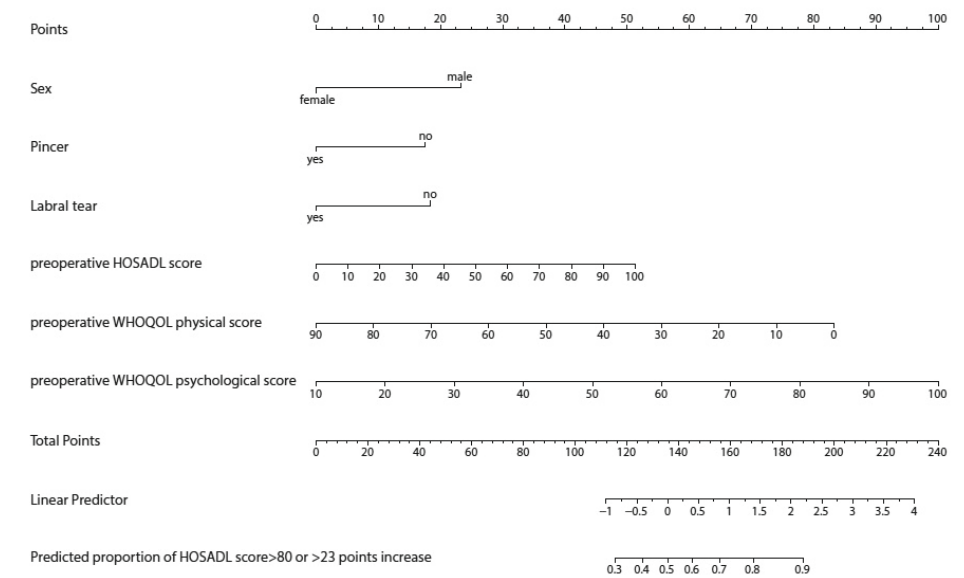 Points 0 10 20 30 40 50 60 70 80 90 100
Sex male
female
Pincer no
yes
Labral tear no
yes
preoperative HOSADL score
0 10 20 30 40 50 60 70 80 90 100
preoperative WHOQOL physical score
90 80 70 60 50 40 30 20 10 0
preoperative WHOQOL psychological score
10 20 30 40 50 60 70 80 90 100
Total Points
0 20 40 60 80 100 120 140 160 180 200 220 240
Linear Predictor
−1 −0.5 0 0.5 1 1.5 2 2.5 3 3.5 4
Predicted proportion of HOSADL score>80 or >23 points increase
0.3 0.4 0.5 0.6 0.7 0.8 0.9